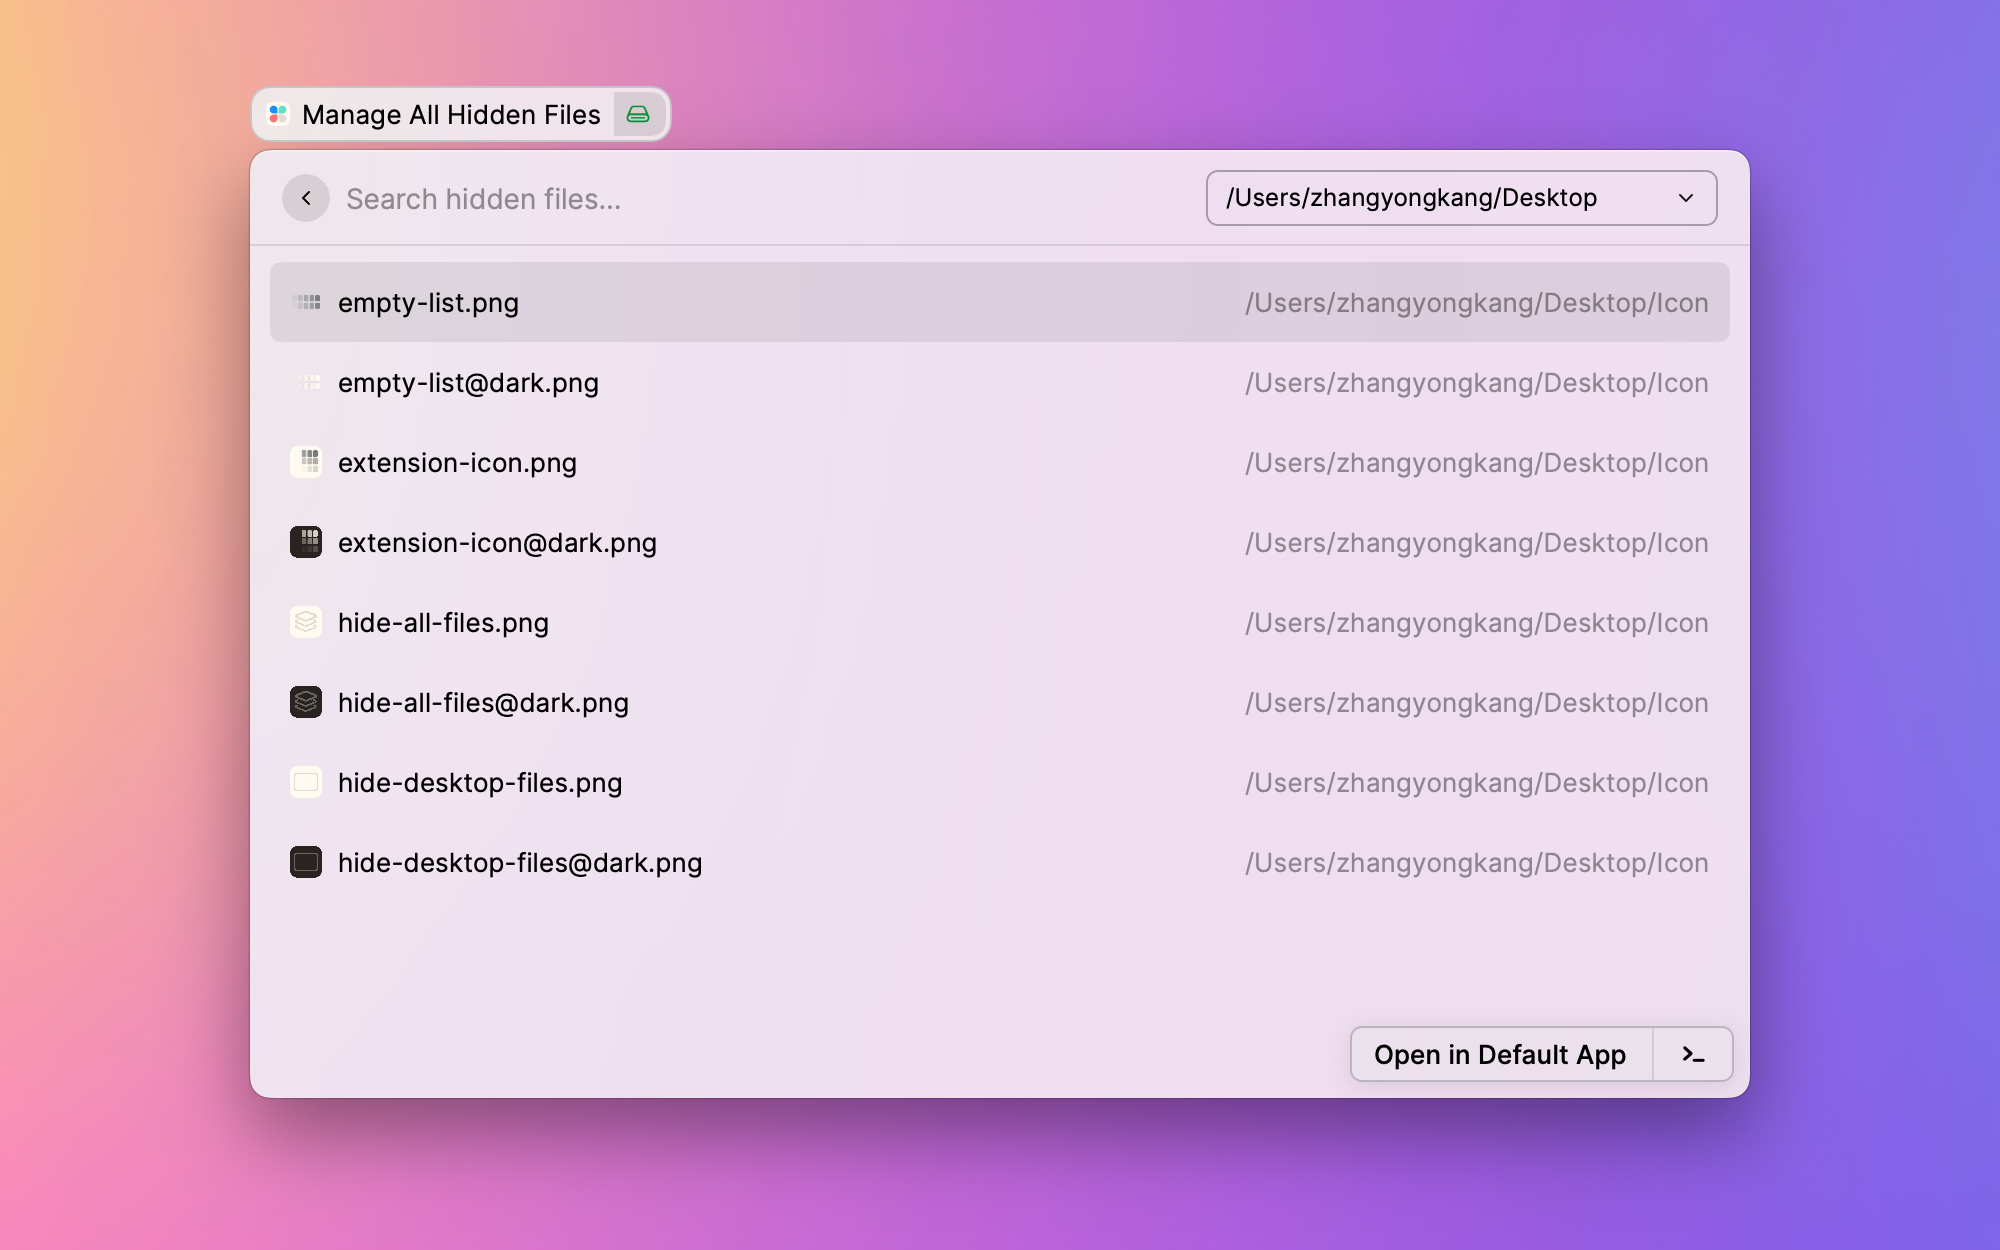 Manage All Hidden Files
Search hidden files...
/Users/zhangyongkang/Desktop
empty-list.png /Users/zhangyongkang/Desktop/Icon
empty-list@dark.png /Users/zhangyongkang/Desktop/Icon
extension-icon.png /Users/zhangyongkang/Desktop/Icon
extension-icon@dark.png /Users/zhangyongkang/Desktop/Icon
hide-all-files.png /Users/zhangyongkang/Desktop/Icon
hide-all-files@dark.png /Users/zhangyongkang/Desktop/Icon
hide-desktop-files.png /Users/zhangyongkang/Desktop/Icon
hide-desktop-files@dark.png /Users/zhangyongkang/Desktop/Icon
Open in Default App